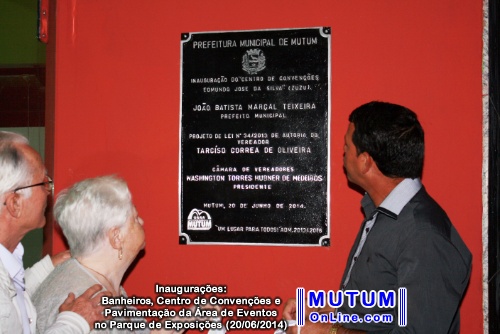 PREFEITURA MUNICIPAL DE MUTUM
INAUGURAÇÃO DO CENTRO DE CONVENÇÕES
EDMUNDO JOSÉ DA SILVA (ZUZU).
JOÃO BATISTA MARÇAL TEIXEIRA
PREFEITO MUNICIPAL
PROJETO DE LEI Nº 34/2013 DE AUTORIA DO
VEREADOR
TARCÍSO CORREA DE OLIVEIRA
CÂMARA DE VEREADORES
WASHINGTON TORRES HUBNER DE MEDEIROS
PRESIDENTE
MUTUM, 20 DE JUNHO DE 2014.
MUTUM
"UM LUGAR PARA TODOS" ADM. 2013/2016
Inaugurações:
Banheiros, Centro de Convenções e
Pavimentação da Área de Eventos
no Parque de Exposições (20/06/2014)
MUTUM
OnLine.com